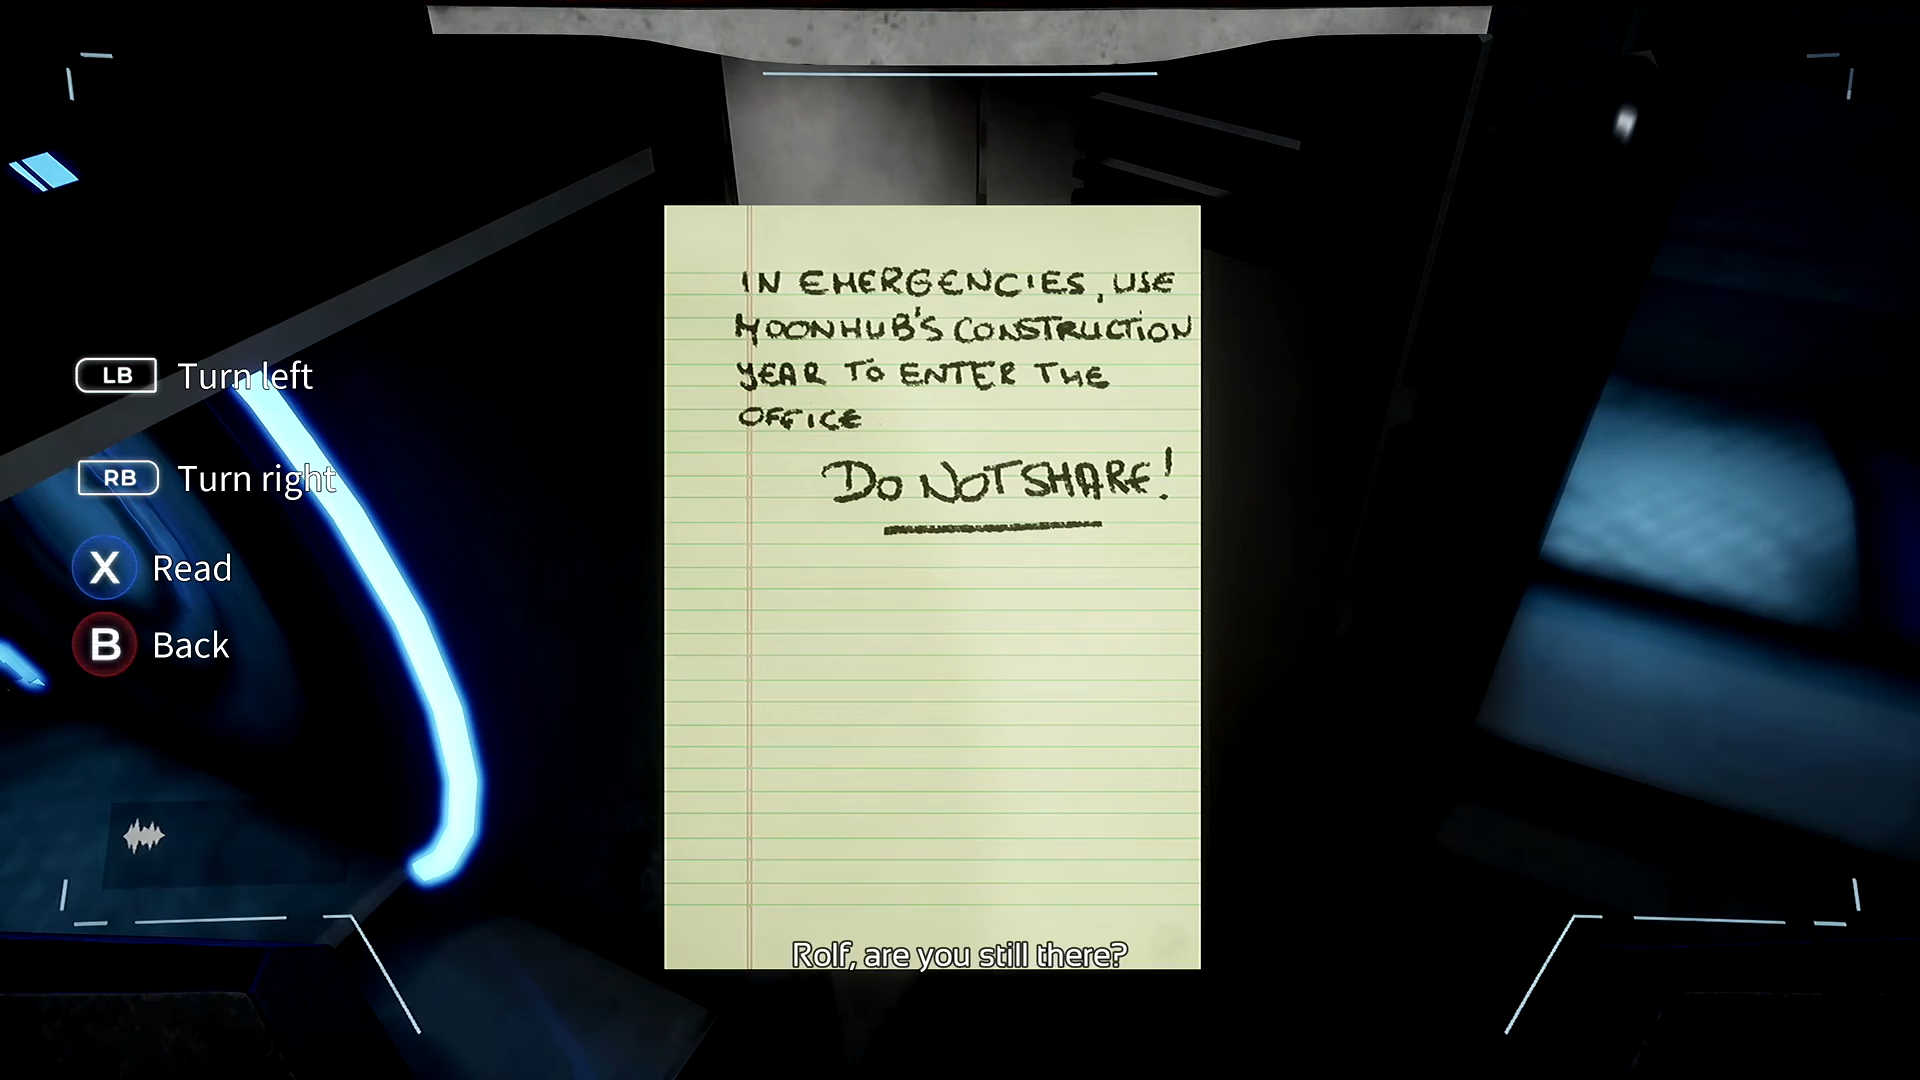 IN EMERGENCIES, USE
MOONHUB'S CONSTRUCTION
YEAR TO ENTER THE
OFFICE
DO NOT SHARE!
LB Turn left
RB Turn right
X Read
B Back
Rolf, are you still there?